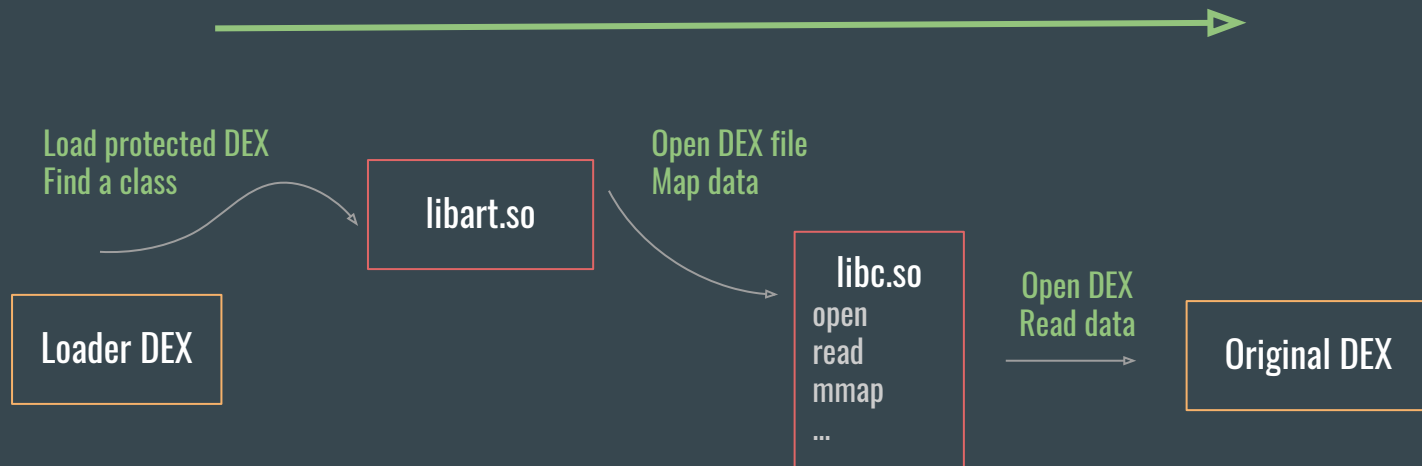 Load protected DEX
Find a class
Loader DEX
libart.so
Open DEX file
Map data
libc.so
open
read
mmap
...
Open DEX
Read data
Original DEX